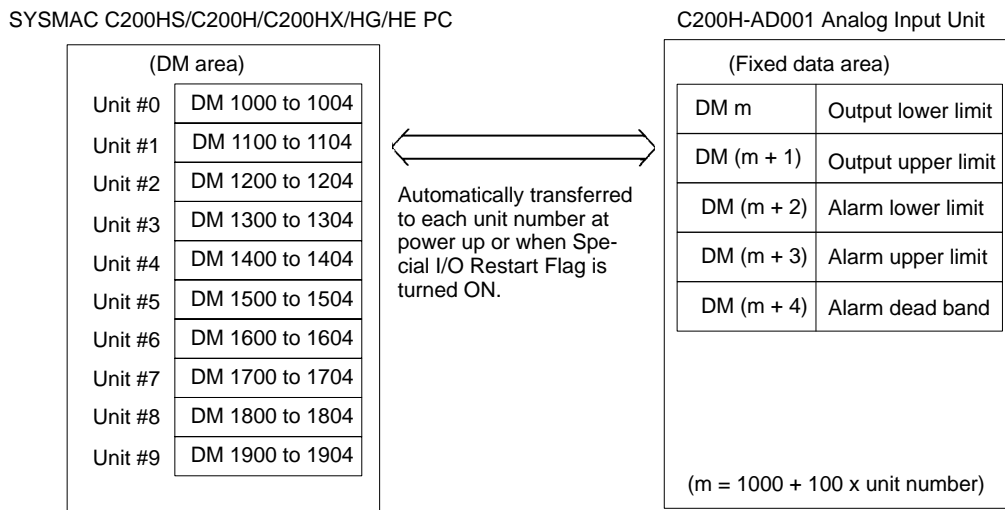 SYSMAC C200HS/C200H/C200HX/HG/HE PC
C200H-AD001 Analog Input Unit
(DM area)
Unit #0 DM 1000 to 1004
Unit #1 DM 1100 to 1104
Unit #2 DM 1200 to 1204
Unit #3 DM 1300 to 1304
Unit #4 DM 1400 to 1404
Unit #5 DM 1500 to 1504
Unit #6 DM 1600 to 1604
Unit #7 DM 1700 to 1704
Unit #8 DM 1800 to 1804
Unit #9 DM 1900 to 1904
Automatically transferred
to each unit number at
power up or when Spe-
cial I/O Restart Flag is
turned ON.
(Fixed data area)
DM m Output lower limit
DM (m + 1) Output upper limit
DM (m + 2) Alarm lower limit
DM (m + 3) Alarm upper limit
DM (m + 4) Alarm dead band
(m = 1000 + 100 x unit number)